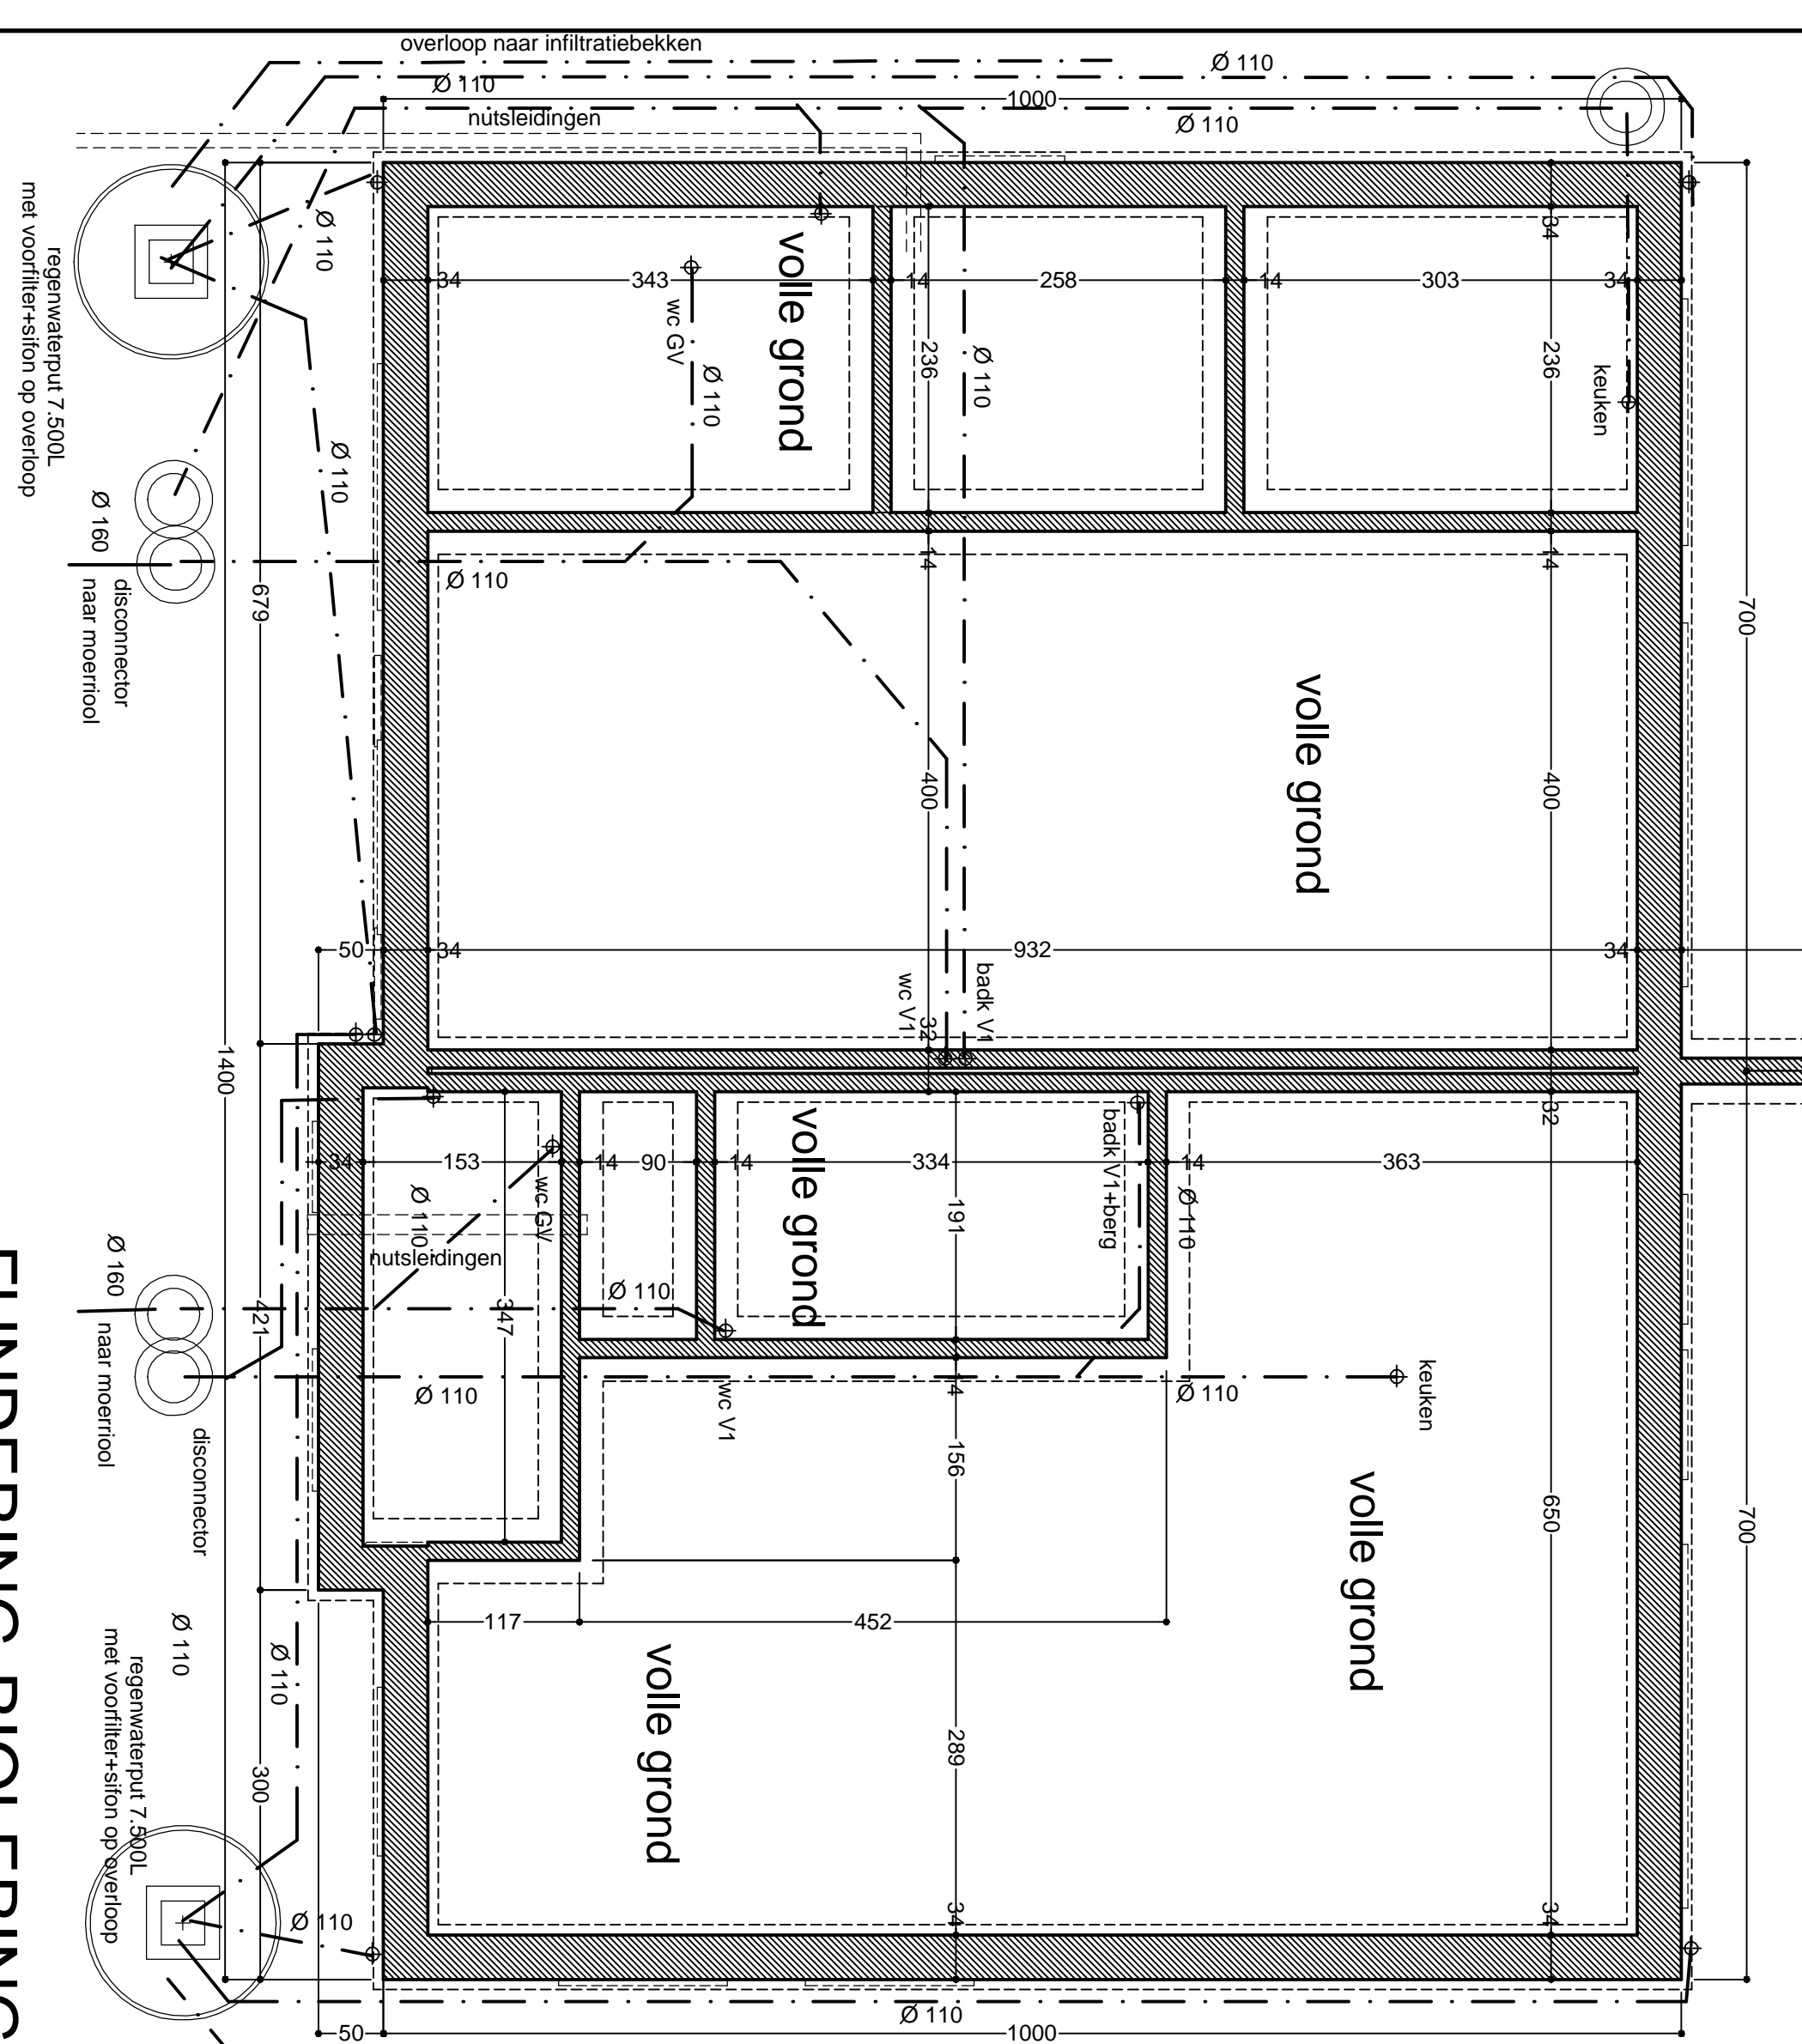 overloop naar infiltratiebekken
Ø 110
Ø 110
1000
nutsleidingen
Ø 110
regenwaterput 7.500L
met voorfilter+sifon op overloop
Ø 110
34
343
14
258
14
303
34
34
volle grond
wc GV
Ø 110
236
Ø 110
236
keuken
700
Ø 110
Ø 160
disconnector
naar moerriool
679
Ø 110
14
14
volle grond
400
400
50
34
932
34
wc V1
badk V1
32
32
1400
34
153
14
90
14
334
14
363
Ø 110
wc GV
volle grond
191
badk V1+berg
Ø 110
nutsleidingen
Ø 110
347
421
Ø 160
naar moerriool
disconnector
Ø 110
wc V1
14
Ø 110
keuken
156
volle grond
650
700
117
452
volle grond
289
Ø 110
Ø 110
300
regenwaterput 7.500L
met voorfilter+sifon op overloop
Ø 110
34
34
Ø 110
50
1000
FUNDERING RIOLERING